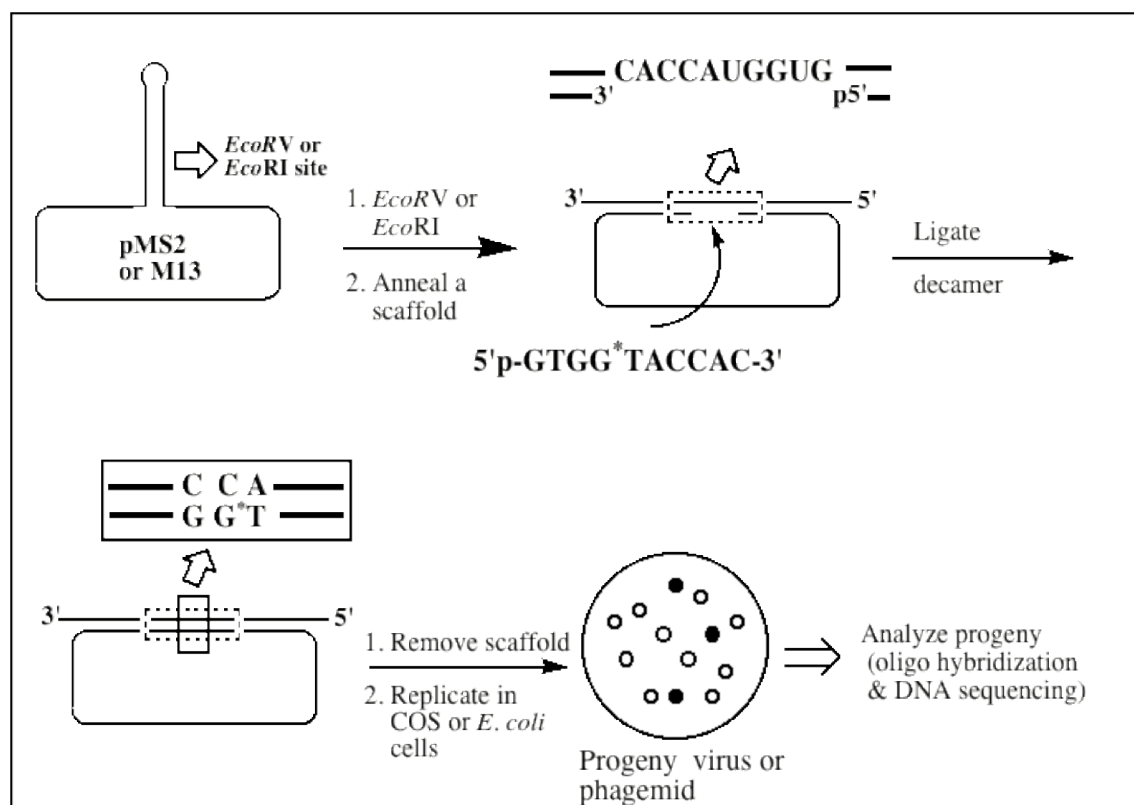 EcoRV or
EcoRI site
pMS2
or M13
1. EcoRV or
EcoRI
2. Anneal a
scaffold
CACCAUGGUG
3'
p5'
3'
5'
5'p-GTGG*TACCAC-3'
Ligate
decamer
C C A
G G*T
3'
5'
1. Remove scaffold
2. Replicate in
COS or E. coli
cells
Progeny virus or
phagemid
Analyze progeny
(oligo hybridization
& DNA sequencing)